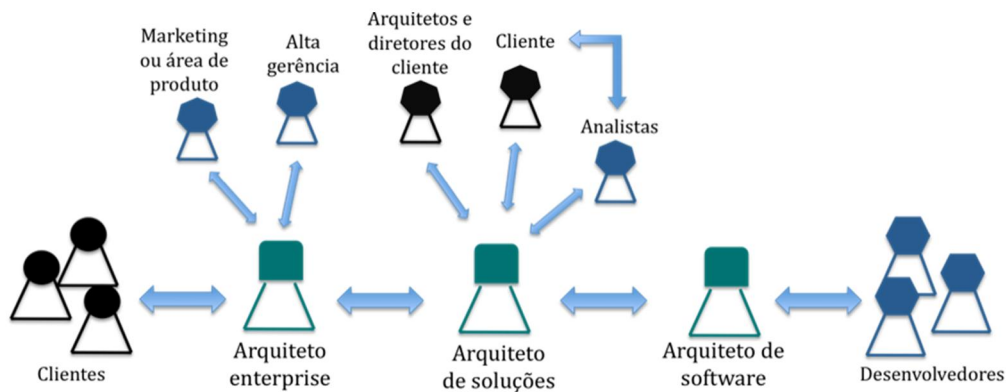 Marketing
ou área de
produto
Alta
gerência
Arquitetos e
diretores do
cliente
Cliente
Analistas
Clientes
Arquiteto
enterprise
Arquiteto
de soluções
Arquiteto de
software
Desenvolvedores